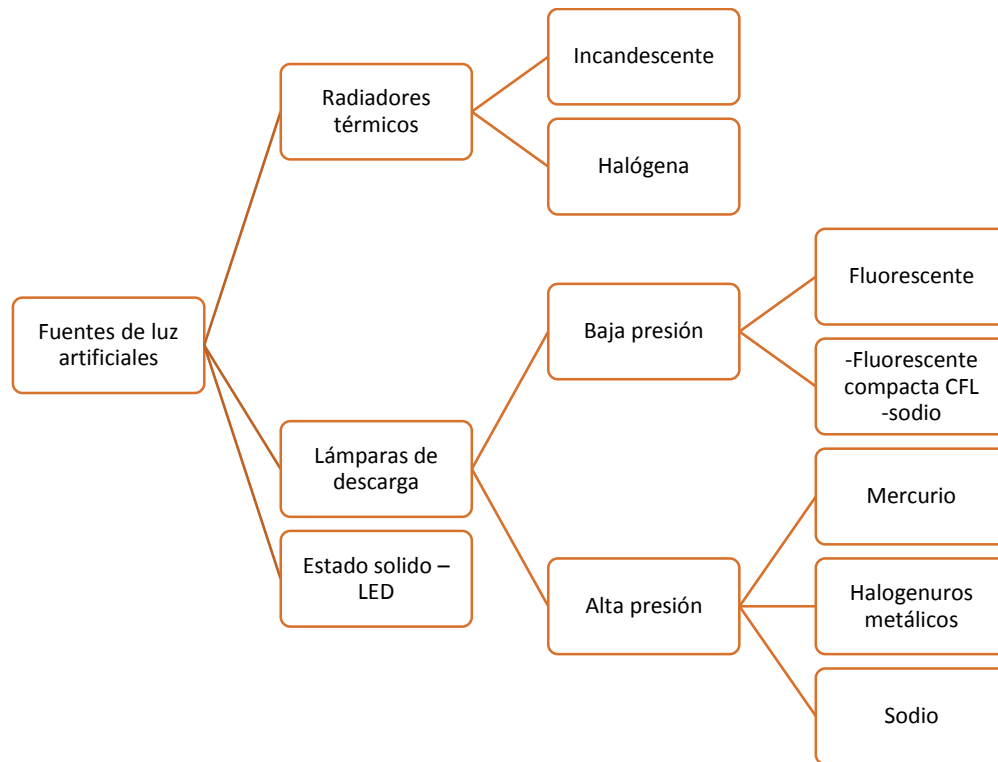 Fuentes de luz
artificiales
Radiadores
térmicos
Incandescente
Halógena
Lámparas de
descarga
Baja presión
Fluorescente
-Fluorescente
compacta CFL
-sodio
Alta presión
Mercurio
Halogenuros
metálicos
Sodio
Estado solido –
LED